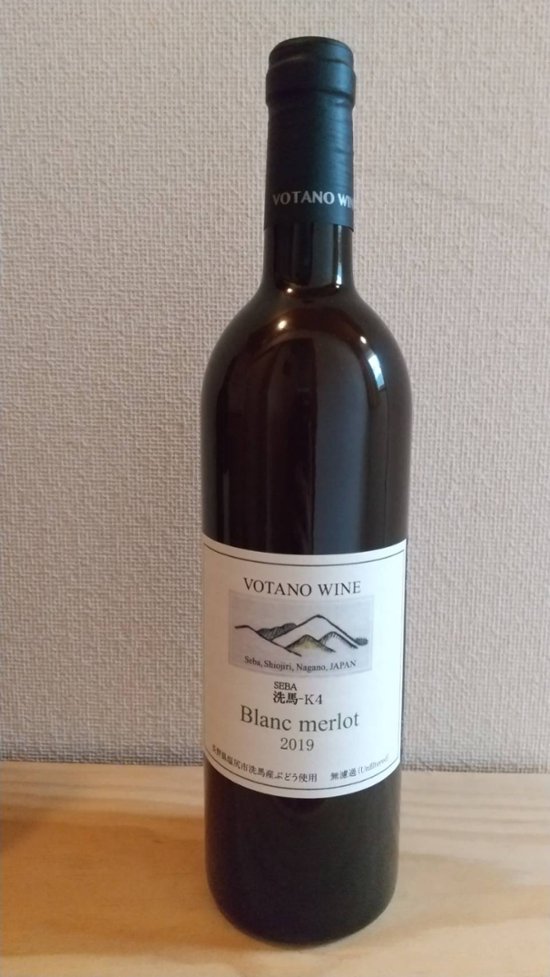 VOTANO WIN
VOTANO WINE
Seba, Shiojiri, Nagano, JAPAN
SEBA
洗馬-K4
Blanc merlot
2019
長野県塩尻市洗馬産ぶどう使用 無濾過(Unfiltered)